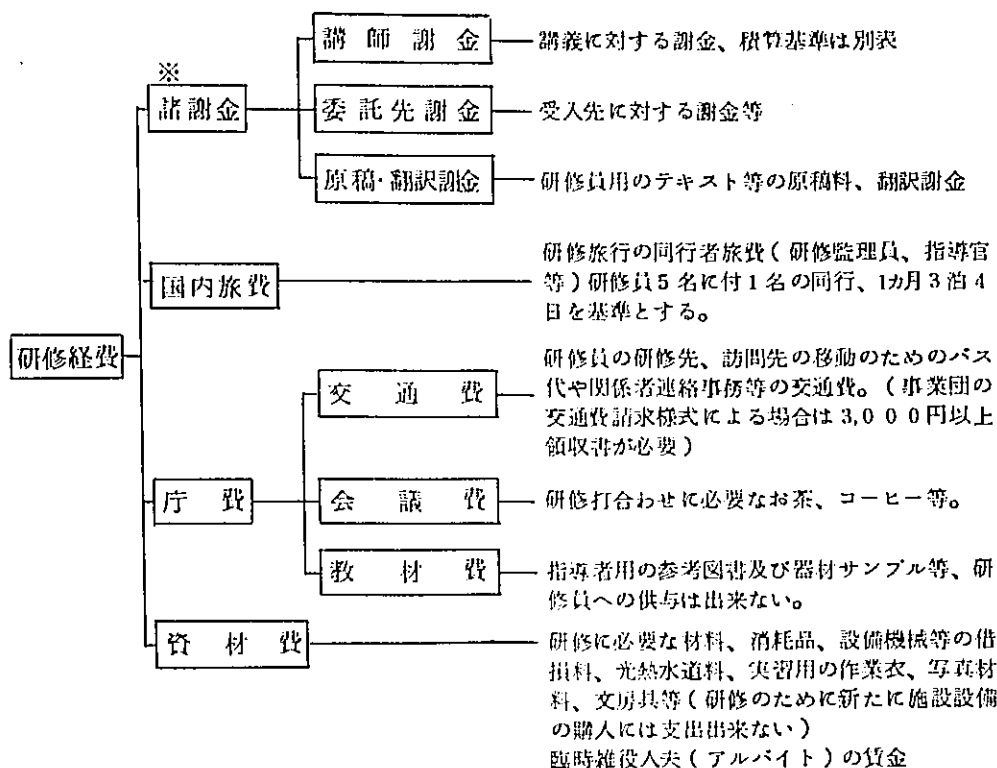 講師謝金
講義に対する謝金、積算基準は別表
※
諸謝金
委託先謝金
受入先に対する謝金等
原稿・翻訳謝金
研修員用のテキスト等の原稿料、翻訳謝金
国内旅費
研修旅行の同行者旅費(研修監理員、指導官
等)研修員5名に付1名の同行、1カ月3泊4
日を基準とする。
研修経費
交通費
研修員の研修先、訪問先の移動のためのバス
代や関係者連絡事務等の交通費。(事業団の
交通費請求様式による場合は3,000円以上
領収書が必要)
庁費
会議費
研修打合わせに必要なお茶、コーヒー等。
教材費
指導者用の参考図書及び器材サンプル等、研
修員への供与は出来ない。
資材費
研修に必要な材料、消耗品、設備機械等の借
損料、光熱水道料、実習用の作業衣、写真材
料、文房具等(研修のために新たに施設設備
の購入には支出出来ない)
臨時雑役人夫(アルバイト)の賃金